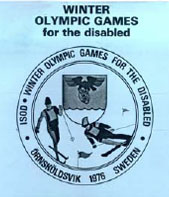 WINTER
OLYMPIC GAMES
for the disabled
ISOD • WINTER OLYMPIC GAMES FOR THE DISABLED
ÖRNSKÖLDSVIK 1976 SWEDEN